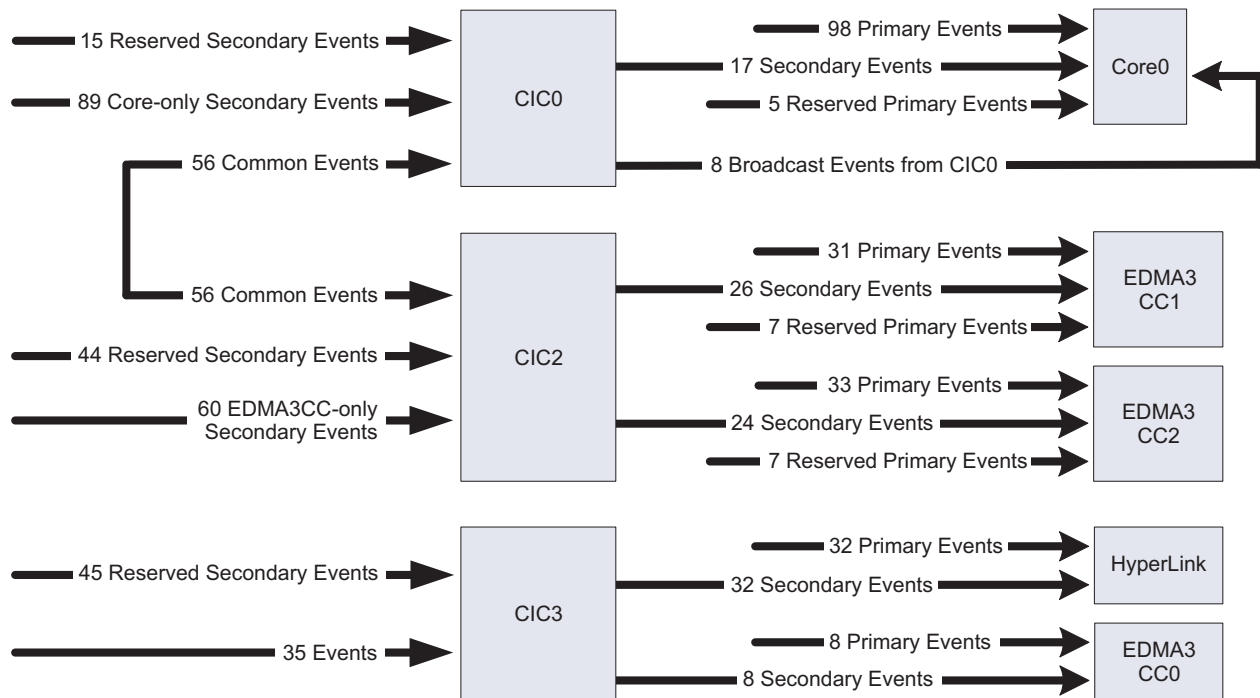 15 Reserved Secondary Events
89 Core-only Secondary Events
56 Common Events
CIC0
98 Primary Events
17 Secondary Events
5 Reserved Primary Events
8 Broadcast Events from CIC0
Core0
56 Common Events
44 Reserved Secondary Events
60 EDMA3CC-only
Secondary Events
CIC2
31 Primary Events
26 Secondary Events
7 Reserved Primary Events
EDMA3
CC1
33 Primary Events
24 Secondary Events
7 Reserved Primary Events
EDMA3
CC2
45 Reserved Secondary Events
35 Events
CIC3
32 Primary Events
32 Secondary Events
HyperLink
8 Primary Events
8 Secondary Events
EDMA3
CC0